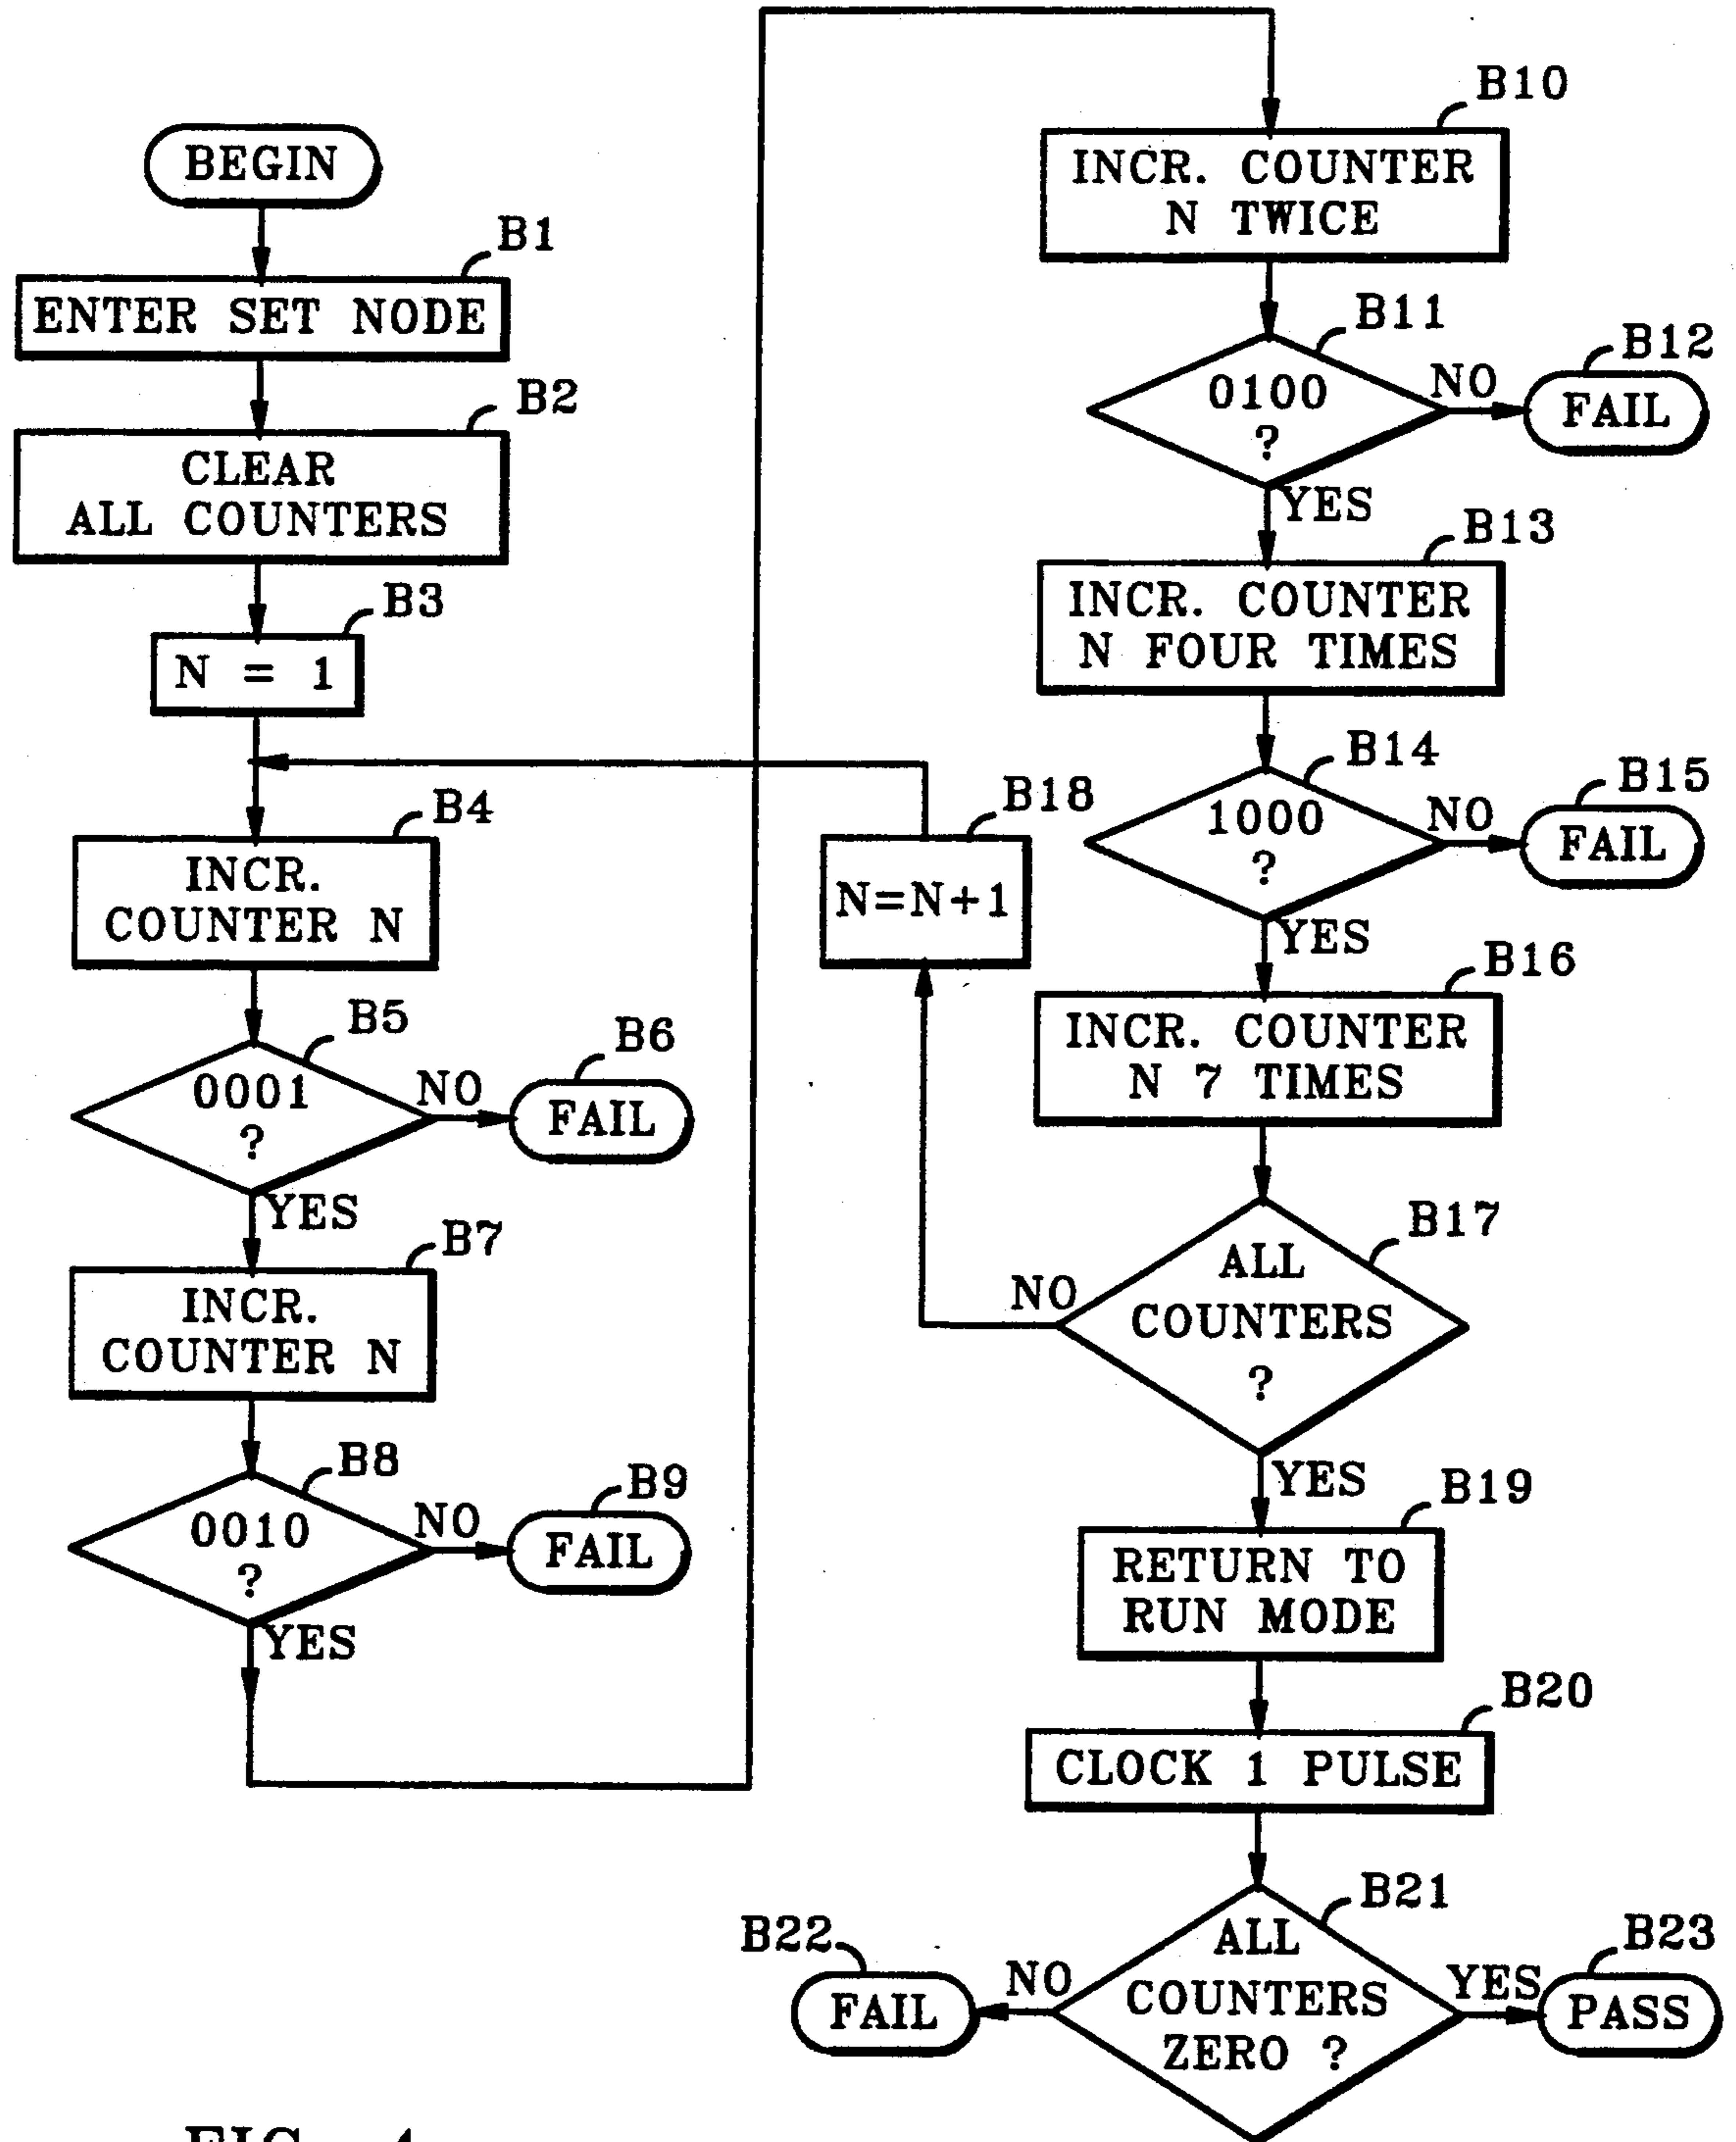 BEGIN
B1
ENTER SET NODE
B2
CLEAR
ALL COUNTERS
B3
N = 1
B4
INCR.
COUNTER N
B5
0001
?
NO
B6
FAIL
YES
B7
INCR.
COUNTER N
B8
0010
?
NO
B9
FAIL
YES
B10
INCR. COUNTER
N TWICE
B11
0100
?
NO
B12
FAIL
YES
B13
INCR. COUNTER
N FOUR TIMES
B14
1000
?
NO
B15
FAIL
YES
B16
INCR. COUNTER
N 7 TIMES
B17
ALL
COUNTERS
?
NO
B18
N=N+1
YES
B19
RETURN TO
RUN MODE
B20
CLOCK 1 PULSE
B21
ALL
COUNTERS
ZERO ?
NO
B22
FAIL
YES
B23
PASS
FIG. 4